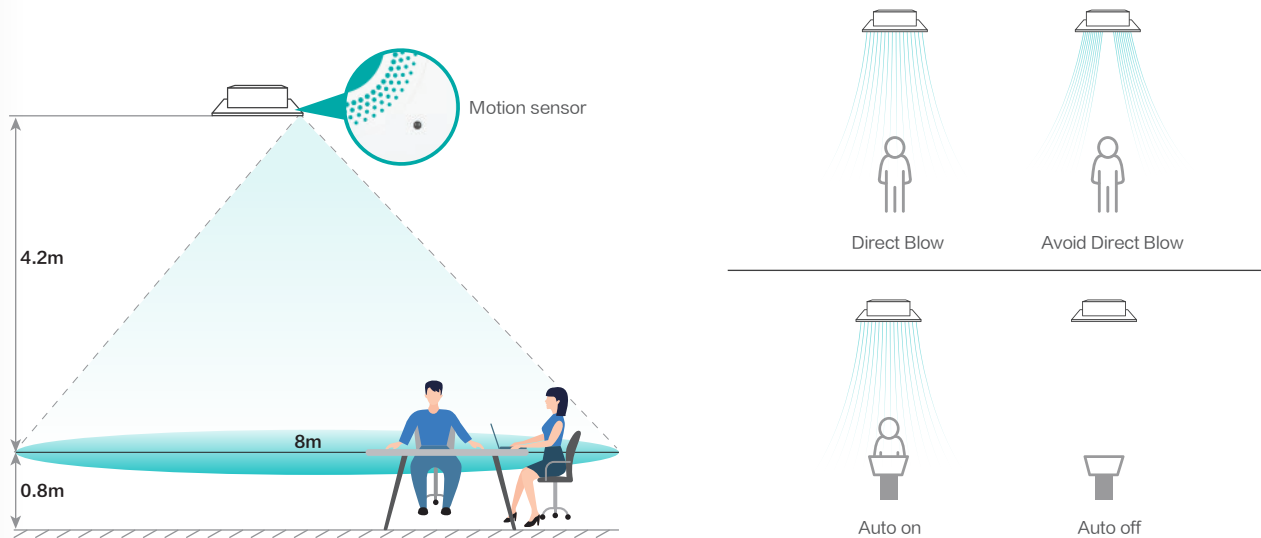 Motion sensor
4.2m
8m
0.8m
Direct Blow
Avoid Direct Blow
Auto on
Auto off